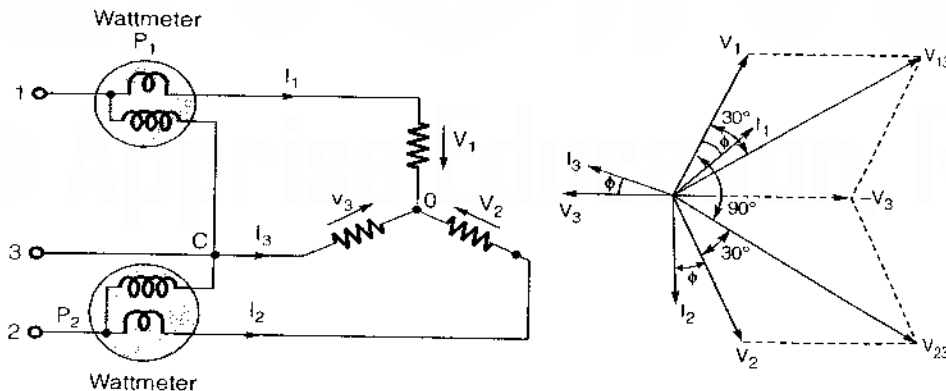 Wattmeter
P₁
1
I₁
V₁
v₃
0
V₂
3
C
I₃
P₂
2
I₂
Wattmeter
V₁
V₁₃
30°
I₁
ϕ
I₃
ϕ
V₃
90°
-V₃
30°
ϕ
I₂
V₂
V₂₃